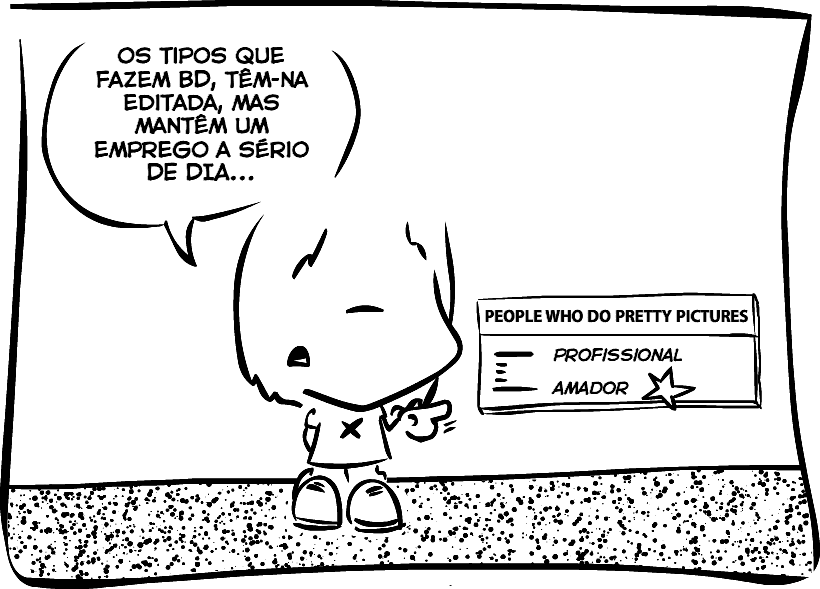 OS TIPOS QUE
FAZEM BD, TÊM-NA
EDITADA, MAS
MANTÊM UM
EMPREGO A SÉRIO
DE DIA...
PEOPLE WHO DO PRETTY PICTURES
PROFISSIONAL
AMADOR